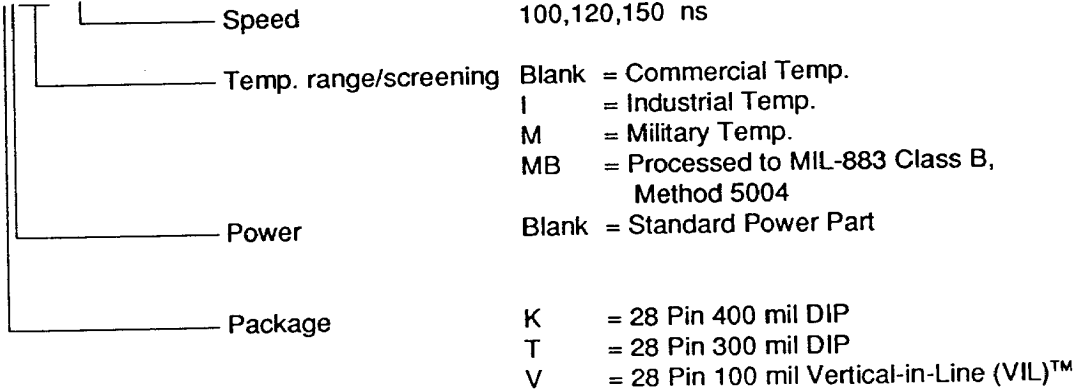 Speed 100,120,150 ns
Temp. range/screening Blank = Commercial Temp.
I = Industrial Temp.
M = Military Temp.
MB = Processed to MIL-883 Class B,
Method 5004
Power Blank = Standard Power Part
Package K = 28 Pin 400 mil DIP
T = 28 Pin 300 mil DIP
V = 28 Pin 100 mil Vertical-in-Line (VIL)™